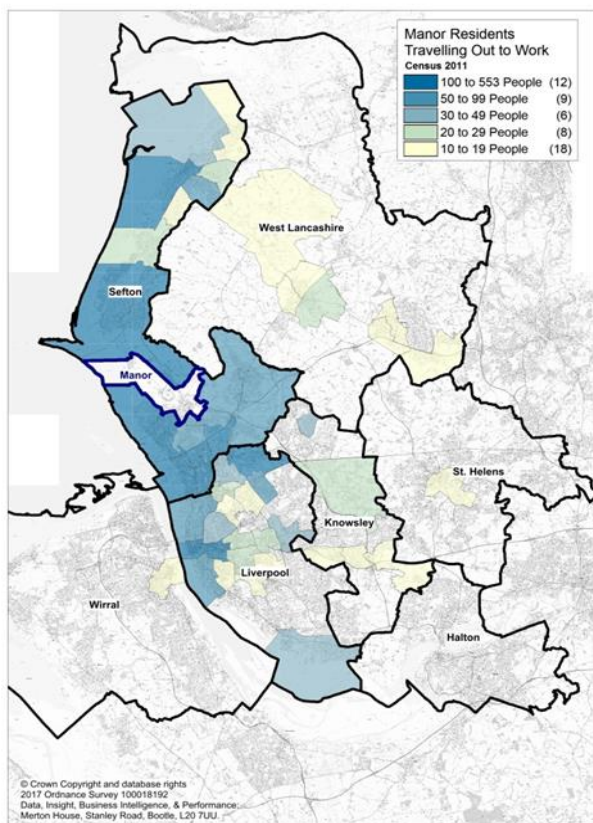 Manor Residents
Travelling Out to Work
Census 2011
100 to 553 People (12)
50 to 99 People (9)
30 to 49 People (6)
20 to 29 People (8)
10 to 19 People (18)
West Lancashire
Sefton
Manor
St. Helens
Knowsley
Liverpool
Wirral
Halton
© Crown Copyright and database rights
2017 Ordnance Survey 100018192
Data, Insight, Business Intelligence, & Performance,
Merton House, Stanley Road, Bootle, L20 7UU.